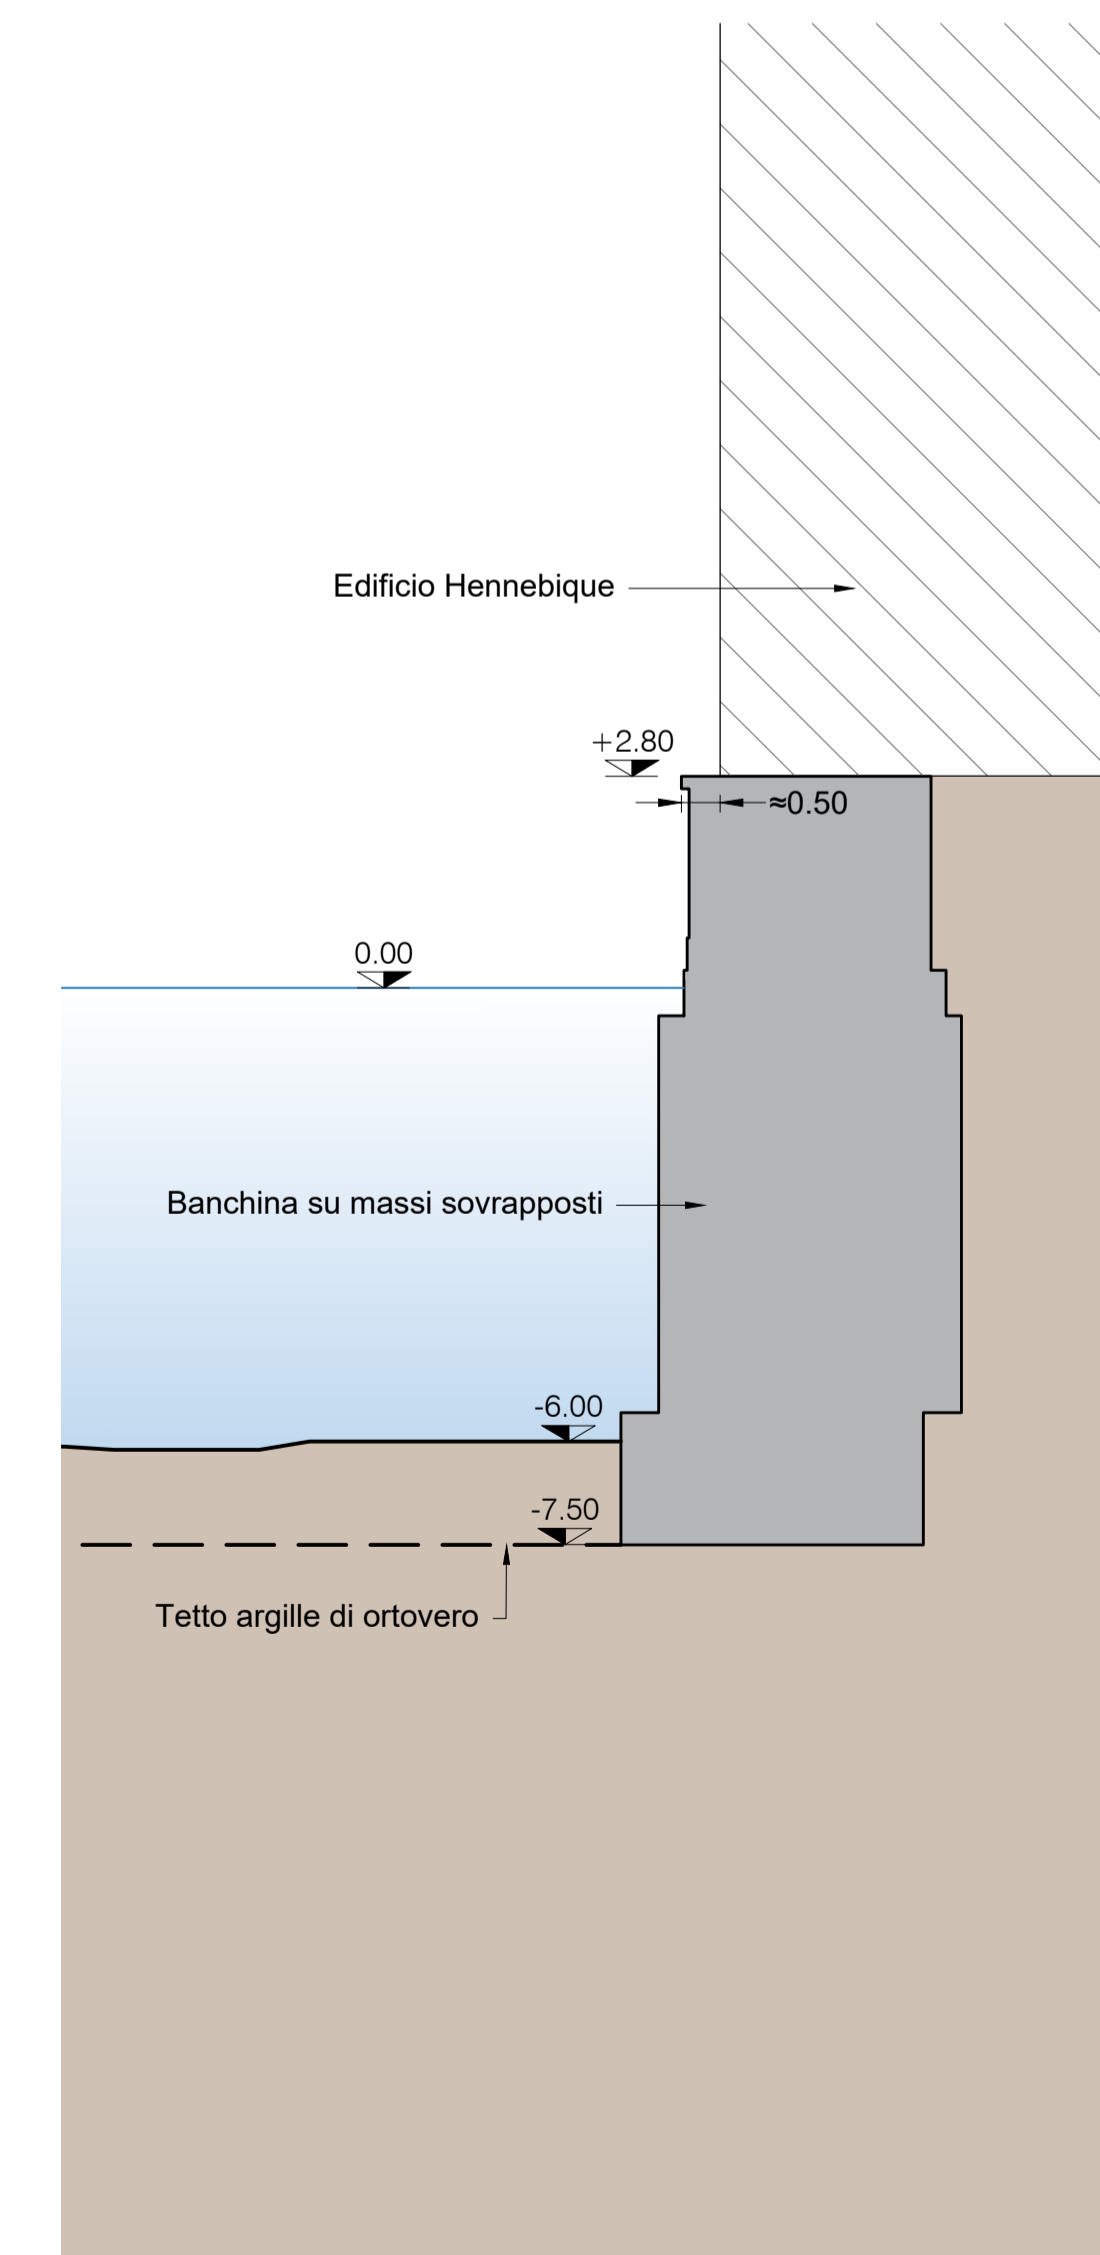 Edificio Hennebique
+2.80
≈0.50
0.00
Banchina su massi sovrapposti
-6.00
-7.50
Tetto argille di ortovero